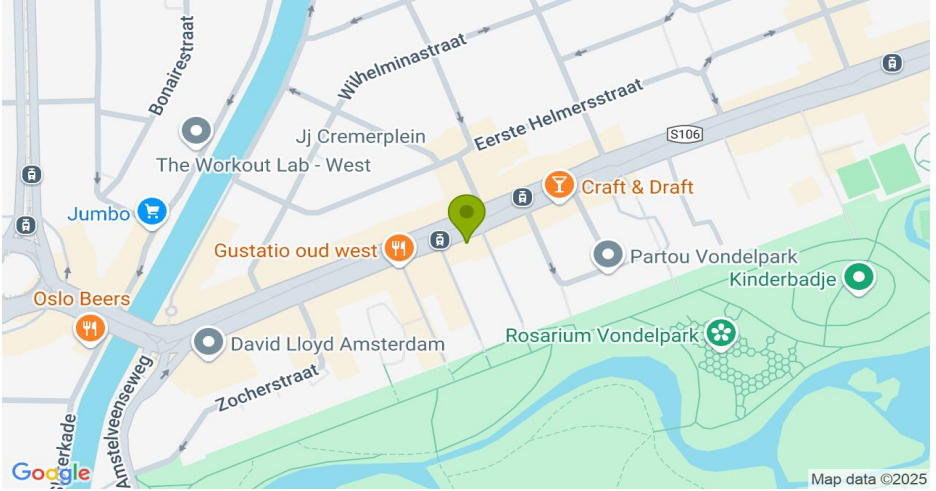 Bonairestraat
Wilhelminastraat
Eerste Helmersstraat
S106
Jj Cremerplein
The Workout Lab - West
Craft & Draft
Jumbo
Gustatio oud west
Partou Vondelpark
Kinderbadje
Oslo Beers
Rosarium Vondelpark
David Lloyd Amsterdam
Zocherstraat
Amstelveenseweg
Google
Map data ©2025